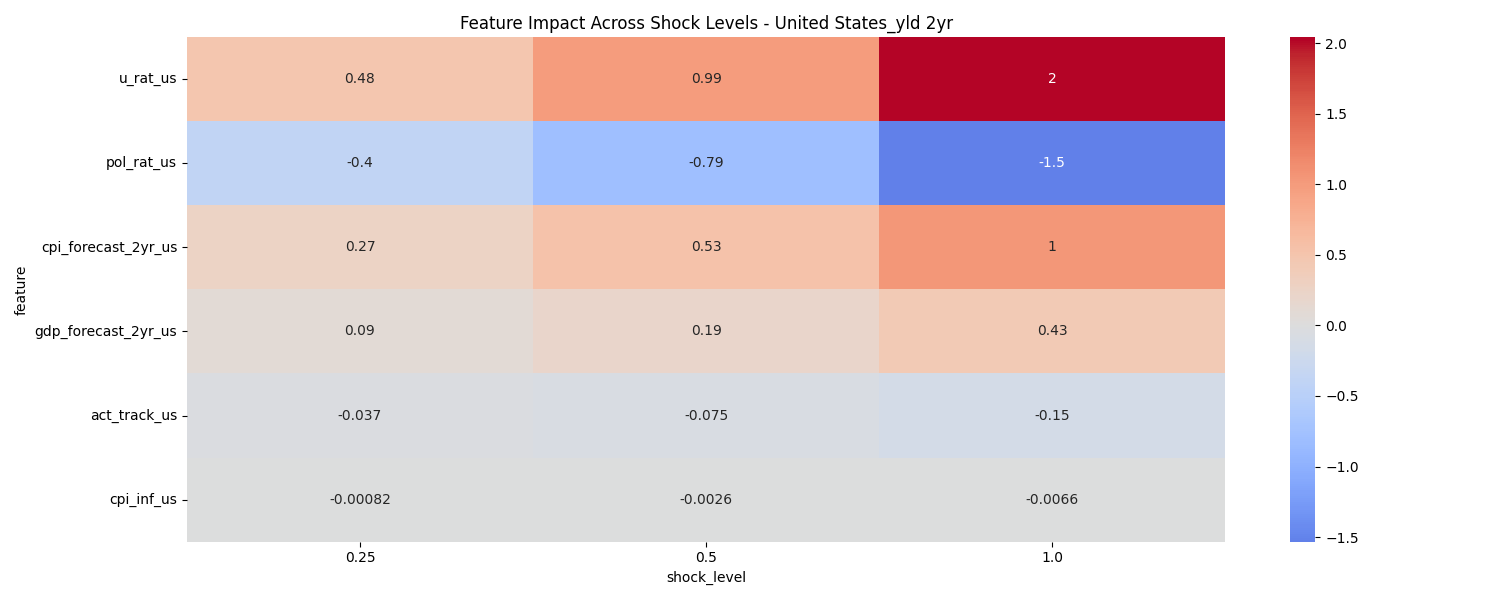 Feature Impact Across Shock Levels - United States_yld 2yr
feature
u_rat_us 0.48 0.99 2
pol_rat_us -0.4 -0.79 -1.5
cpi_forecast_2yr_us 0.27 0.53 1
gdp_forecast_2yr_us 0.09 0.19 0.43
act_track_us -0.037 -0.075 -0.15
cpi_inf_us -0.00082 -0.0026 -0.0066
0.25 0.5 1.0
shock_level
2.0
1.5
1.0
0.5
0.0
−0.5
−1.0
−1.5